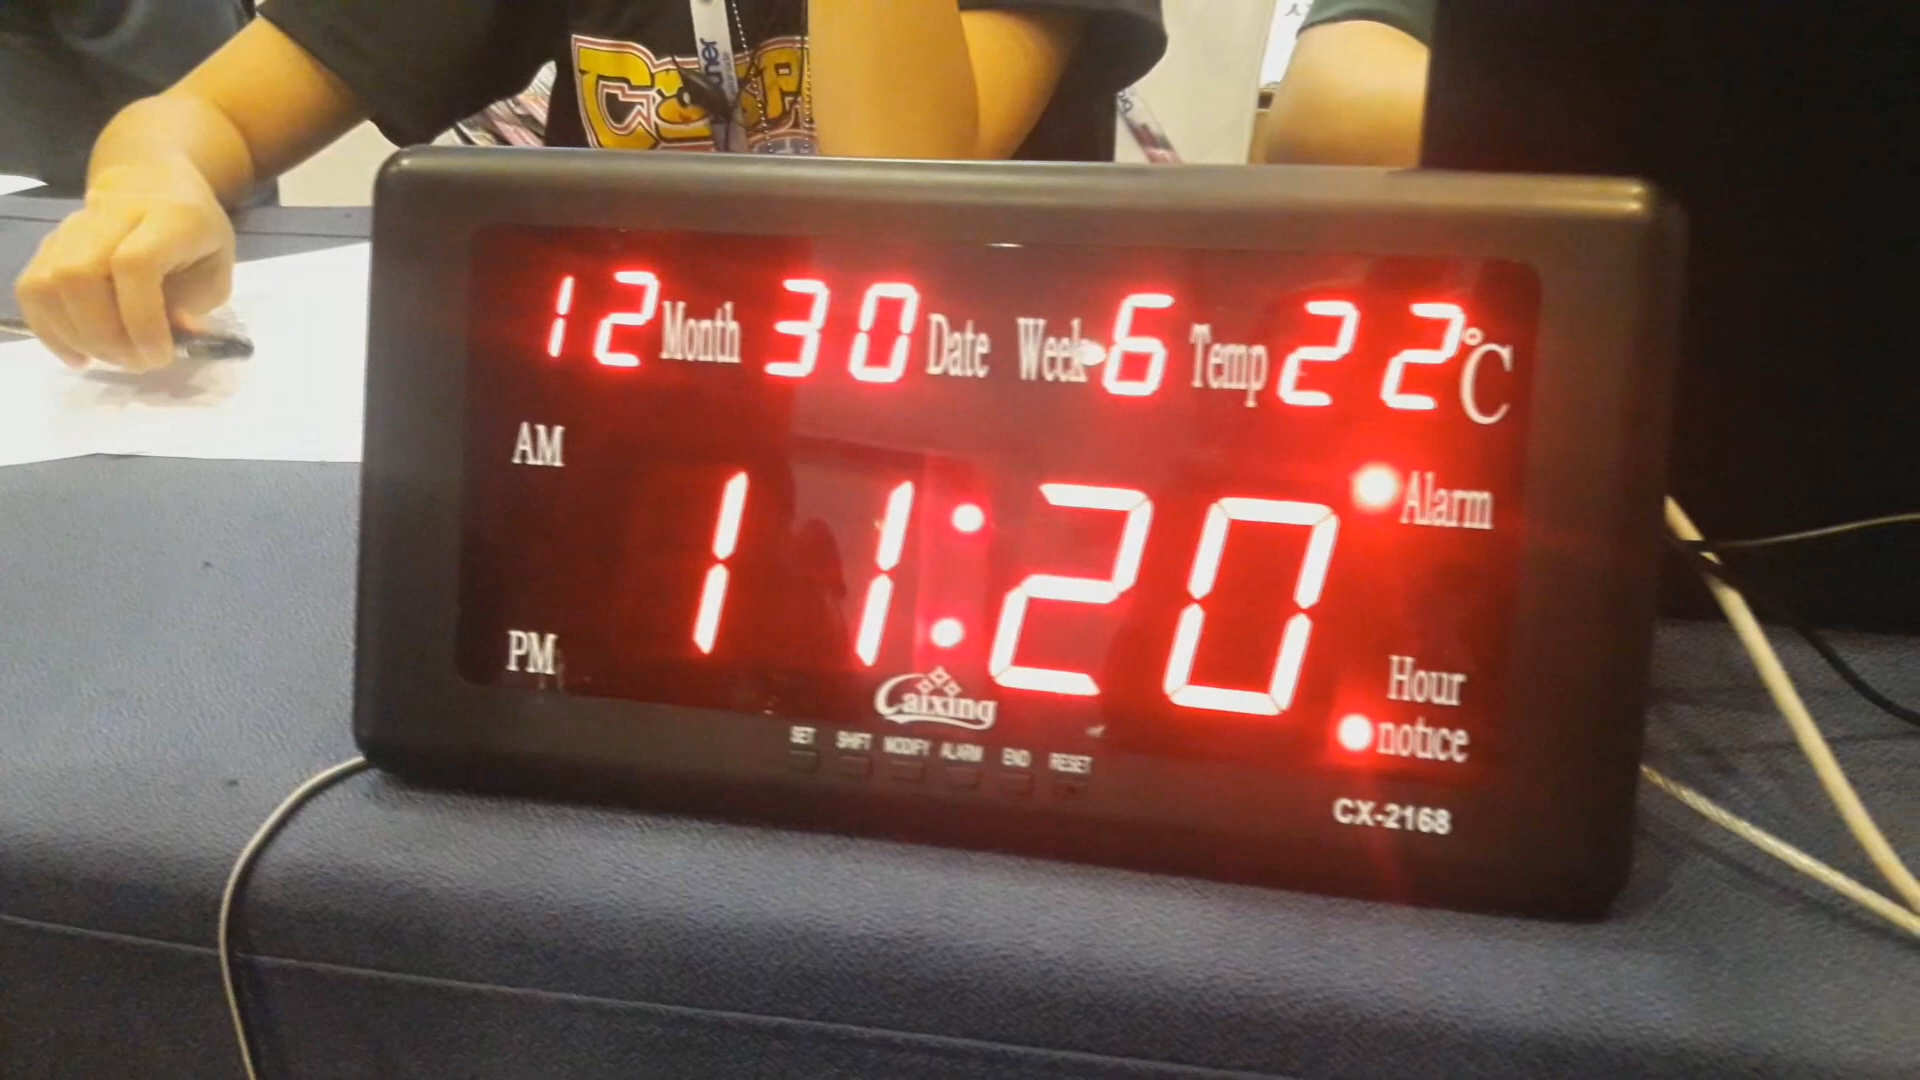 12 Month 30 Date Week 6 Temp 22°C
AM
11:20
Alarm
PM
Hour
notice
Caixing
SET SHIFT MODIFY ALARM END RESET
CX-2168